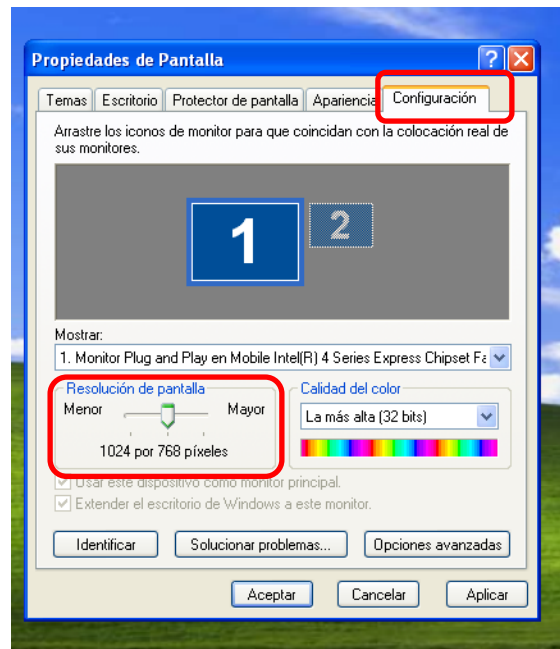 Propiedades de Pantalla
Temas Escritorio Protector de pantalla Apariencia Configuración
Arrastre los iconos de monitor para que coincidan con la colocación real de
sus monitores.
1 2
Mostrar:
1. Monitor Plug and Play en Mobile Intel(R) 4 Series Express Chipset Fa
Resolución de pantalla
Menor Mayor
1024 por 768 píxeles
Calidad del color
La más alta (32 bits)
Usar este dispositivo como monitor principal.
Extender el escritorio de Windows a este monitor.
Identificar Solucionar problemas... Opciones avanzadas
Aceptar Cancelar Aplicar